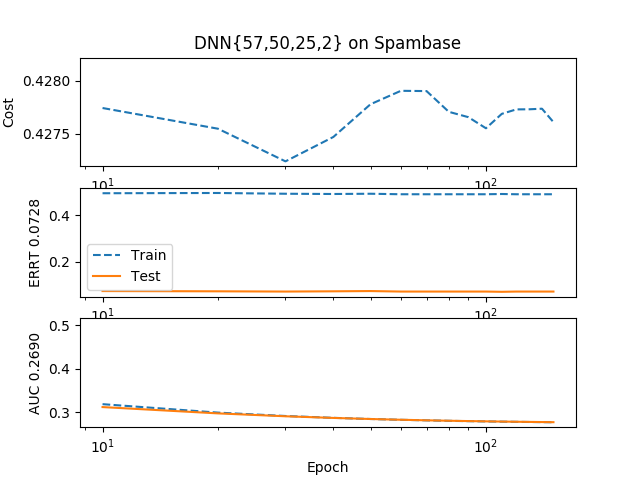 DNN{57,50,25,2} on Spambase
0.4280
0.4275
Cost
10¹
10²
0.4
0.2
ERRT 0.0728
Train
Test
10¹
10²
0.5
0.4
0.3
AUC 0.2690
10¹
10²
Epoch